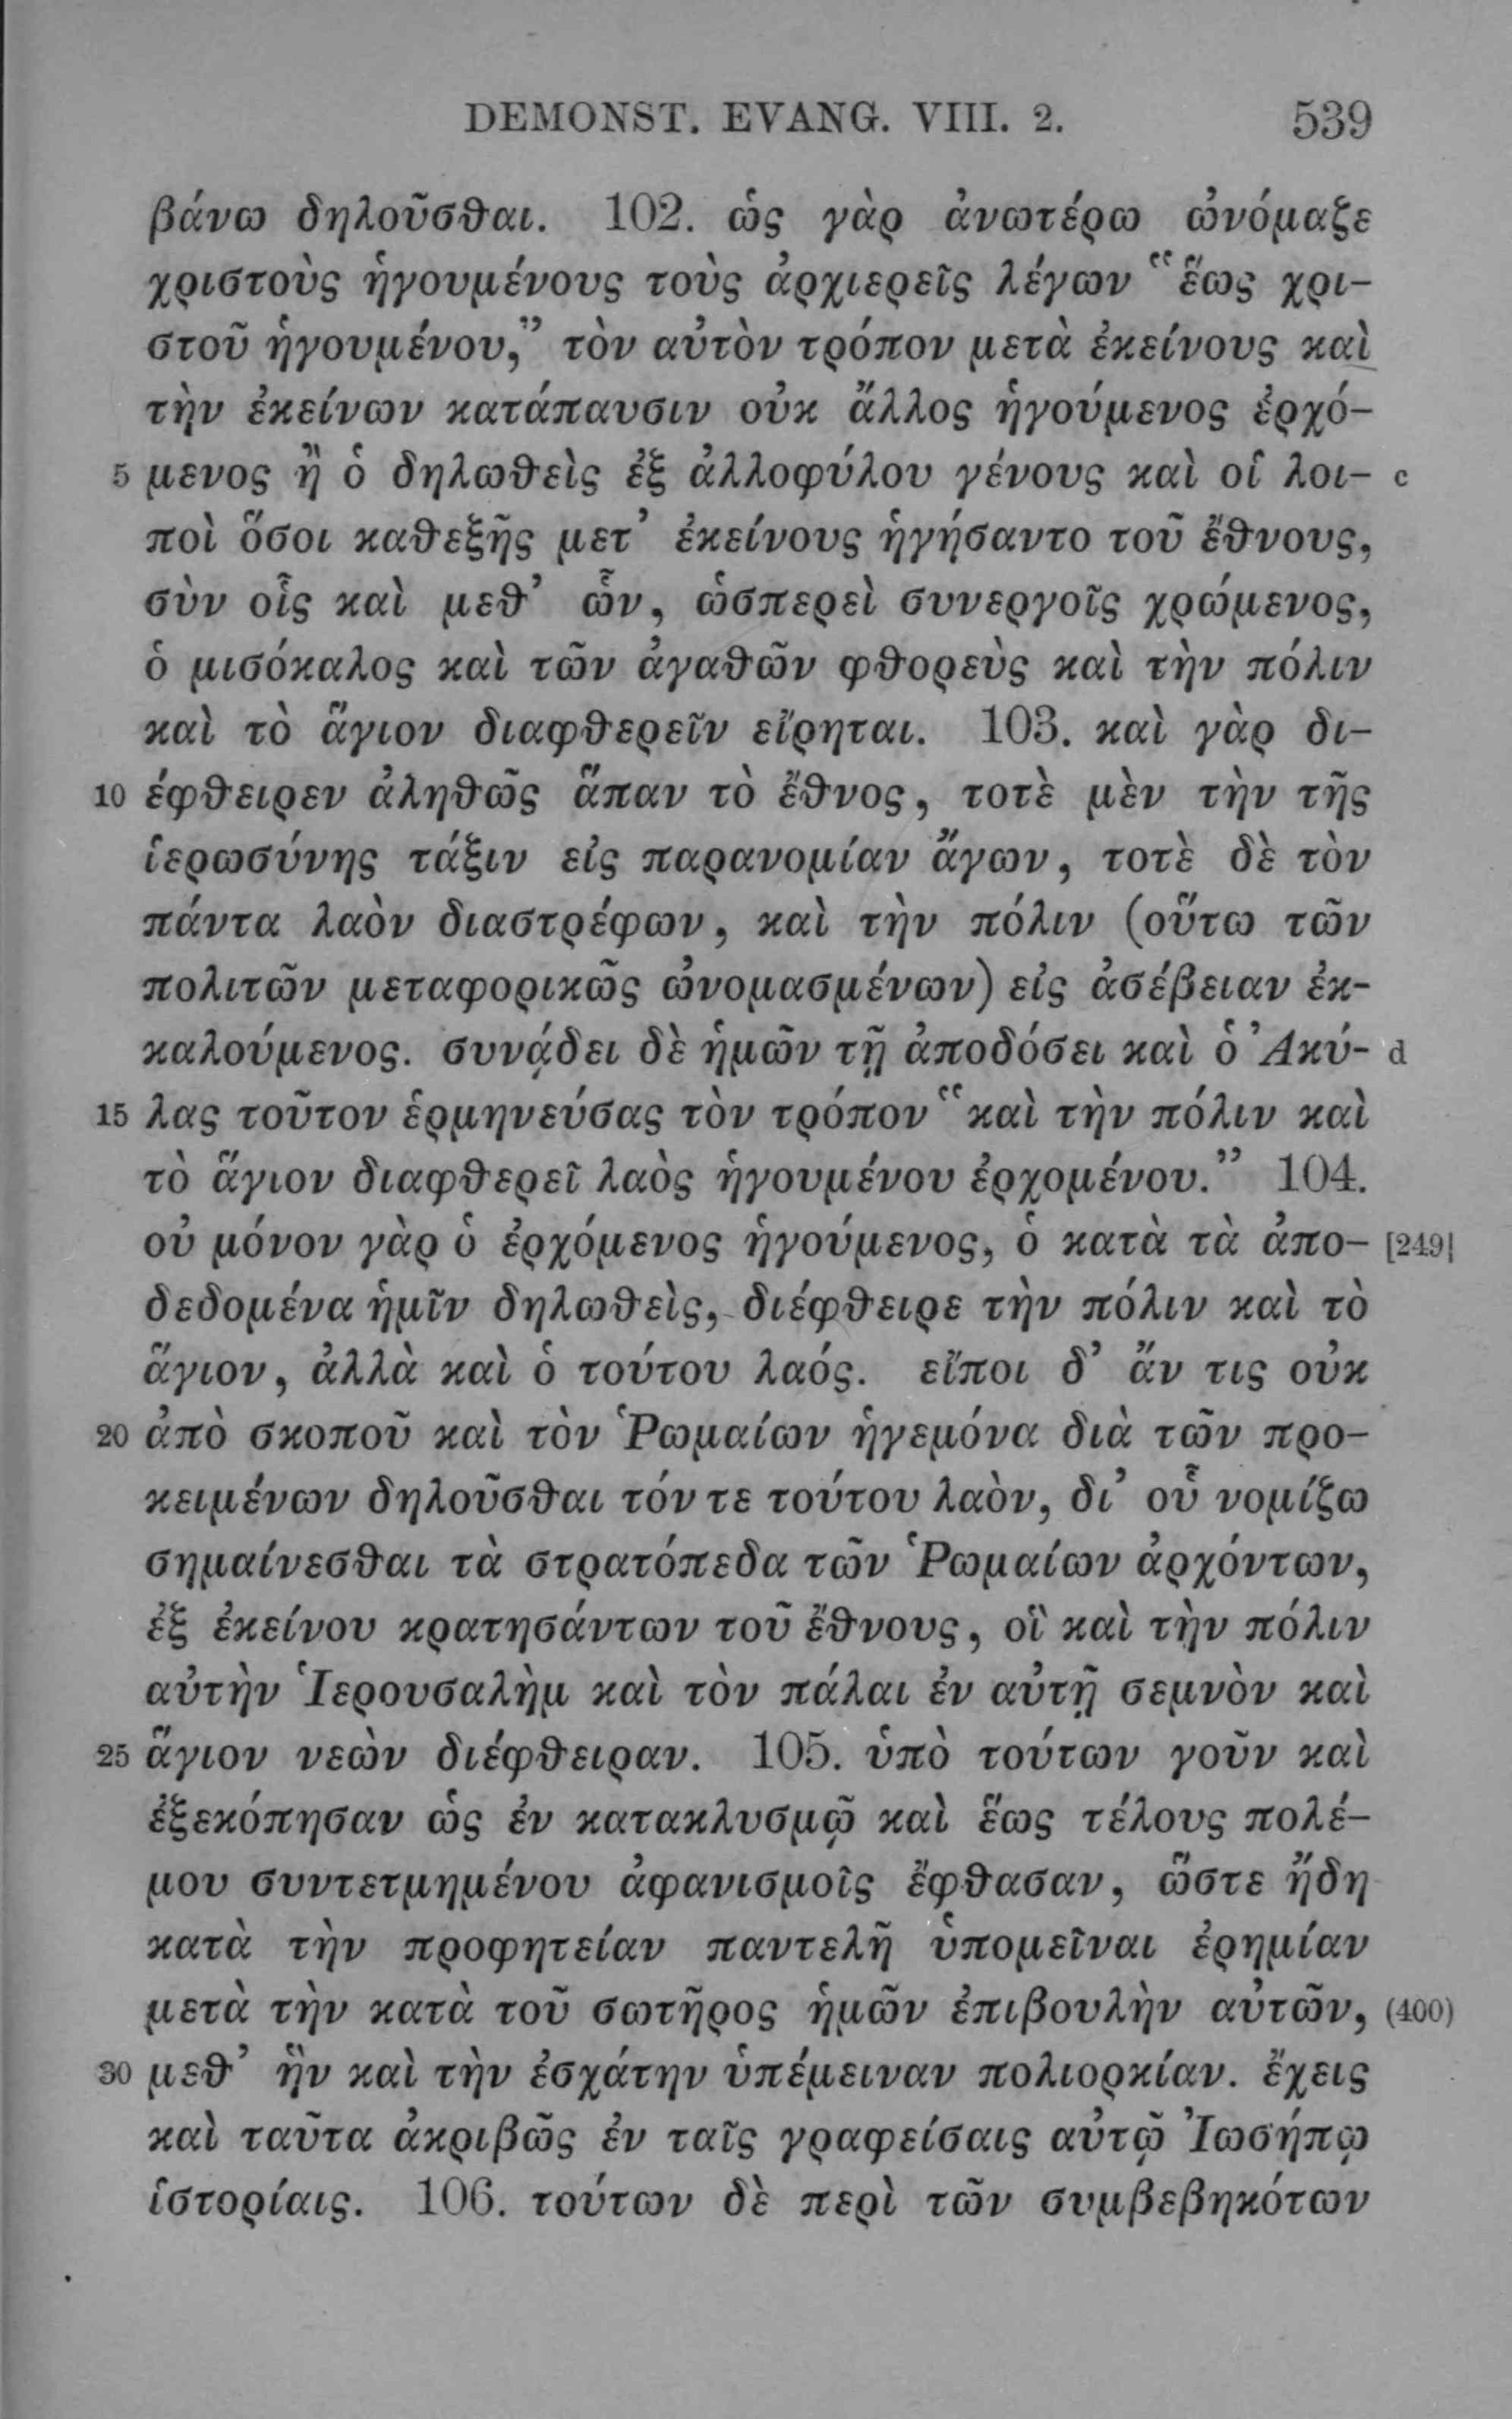 DEMONST. EVANG. VIII. 2. 539
βάνω δηλοῦσθαι. 102. ὡς γὰρ ἀνωτέρω ὠνόμαζε
χριστοὺς ἡγουμένους τοὺς ἀρχιερεῖς λέγων "ἕως χρι-
στοῦ ἡγουμένου," τὸν αὐτὸν τρόπον μετὰ ἐκείνους καὶ
τὴν ἐκείνων κατάπαυσιν οὐκ ἄλλος ἡγούμενος ἐρχό-
5 μενος ἢ ὁ δηλωθεὶς ἐξ ἀλλοφύλου γένους καὶ οἱ λοι- c
ποὶ ὅσοι καθεξῆς μετ' ἐκείνους ἡγήσαντο τοῦ ἔθνους,
σὺν οἷς καὶ μεθ' ὧν, ὡσπερεὶ συνεργοῖς χρώμενος,
ὁ μισόκαλος καὶ τῶν ἀγαθῶν φθορεὺς καὶ τὴν πόλιν
καὶ τὸ ἅγιον διαφθερεῖν εἴρηται. 103. καὶ γὰρ δι-
10 έφθειρεν ἀληθῶς ἅπαν τὸ ἔθνος, τοτὲ μὲν τὴν τῆς
ἱερωσύνης τάξιν εἰς παρανομίαν ἄγων, τοτὲ δὲ τὸν
πάντα λαὸν διαστρέφων, καὶ τὴν πόλιν (οὕτω τῶν
πολιτῶν μεταφορικῶς ὠνομασμένων) εἰς ἀσέβειαν ἐκ-
καλούμενος. συνᾴδει δὲ ἡμῶν τῇ ἀποδόσει καὶ ὁ Ἀκύ- d
15 λας τοῦτον ἑρμηνεύσας τὸν τρόπον "καὶ τὴν πόλιν καὶ
τὸ ἅγιον διαφθερεῖ λαὸς ἡγουμένου ἐρχομένου." 104.
οὐ μόνον γὰρ ὁ ἐρχόμενος ἡγούμενος, ὁ κατὰ τὰ ἀπο- [249]
δεδομένα ἡμῖν δηλωθεὶς, διέφθειρε τὴν πόλιν καὶ τὸ
ἅγιον, ἀλλὰ καὶ ὁ τούτου λαός. εἴποι δ' ἄν τις οὐκ
20 ἀπὸ σκοποῦ καὶ τὸν Ῥωμαίων ἡγεμόνα διὰ τῶν προ-
κειμένων δηλοῦσθαι τόν τε τούτου λαὸν, δι' οὗ νομίζω
σημαίνεσθαι τὰ στρατόπεδα τῶν Ῥωμαίων ἀρχόντων,
ἐξ ἐκείνου κρατησάντων τοῦ ἔθνους, οἳ καὶ τὴν πόλιν
αὐτὴν Ἱερουσαλὴμ καὶ τὸν πάλαι ἐν αὐτῇ σεμνὸν καὶ
25 ἅγιον νεὼν διέφθειραν. 105. ὑπὸ τούτων γοῦν καὶ
ἐξεκόπησαν ὡς ἐν κατακλυσμῷ καὶ ἕως τέλους πολέ-
μου συντετμημένου ἀφανισμοῖς ἔφθασαν, ὥστε ἤδη
κατὰ τὴν προφητείαν παντελῆ ὑπομεῖναι ἐρημίαν
μετὰ τὴν κατὰ τοῦ σωτῆρος ἡμῶν ἐπιβουλὴν αὐτῶν, (400)
30 μεθ' ἣν καὶ τὴν ἐσχάτην ὑπέμειναν πολιορκίαν. ἔχεις
καὶ ταῦτα ἀκριβῶς ἐν ταῖς γραφείσαις αὐτῷ Ἰωσήπῳ
ἱστορίαις. 106. τούτων δὲ περὶ τῶν συμβεβηκότων